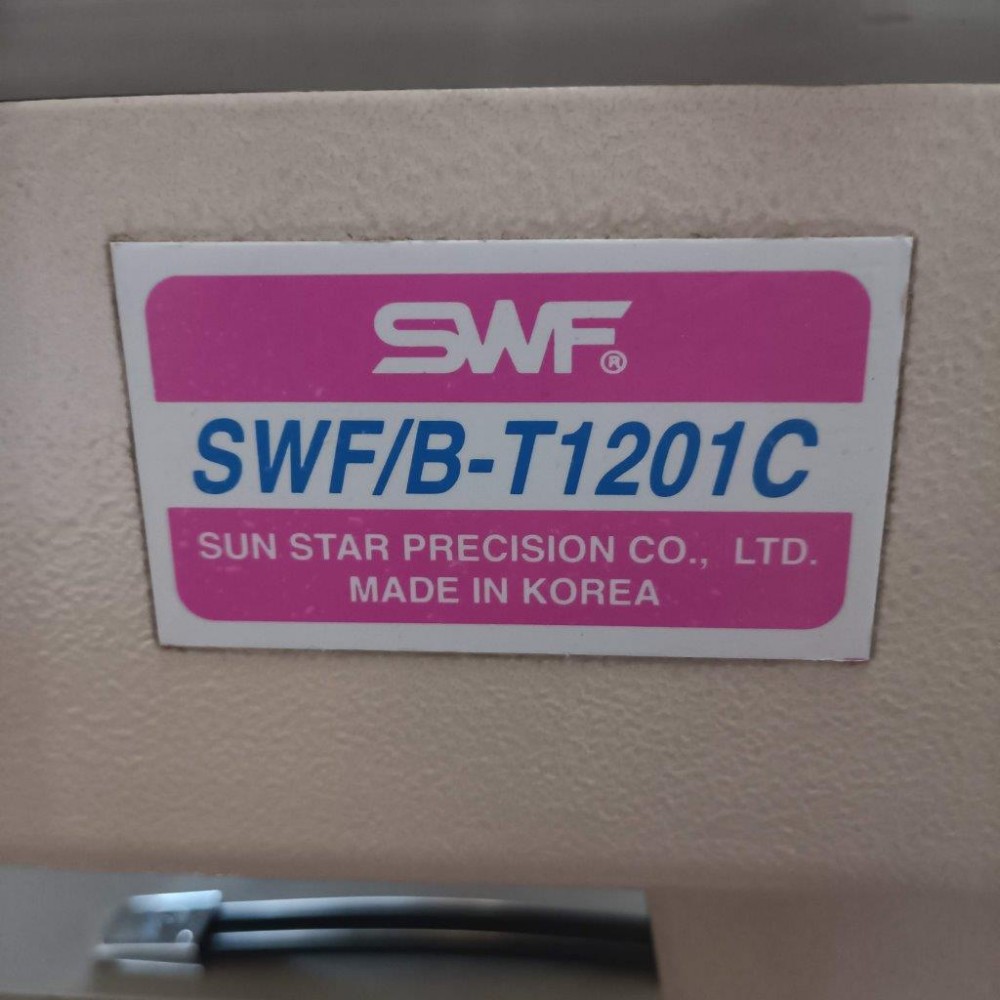 SWF®
SWF/B-T1201C
SUN STAR PRECISION CO., LTD.
MADE IN KOREA